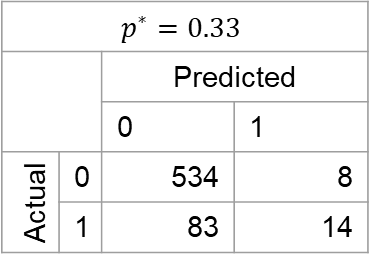 p* = 0.33
Predicted
0 1
Actual
0 534 8
1 83 14